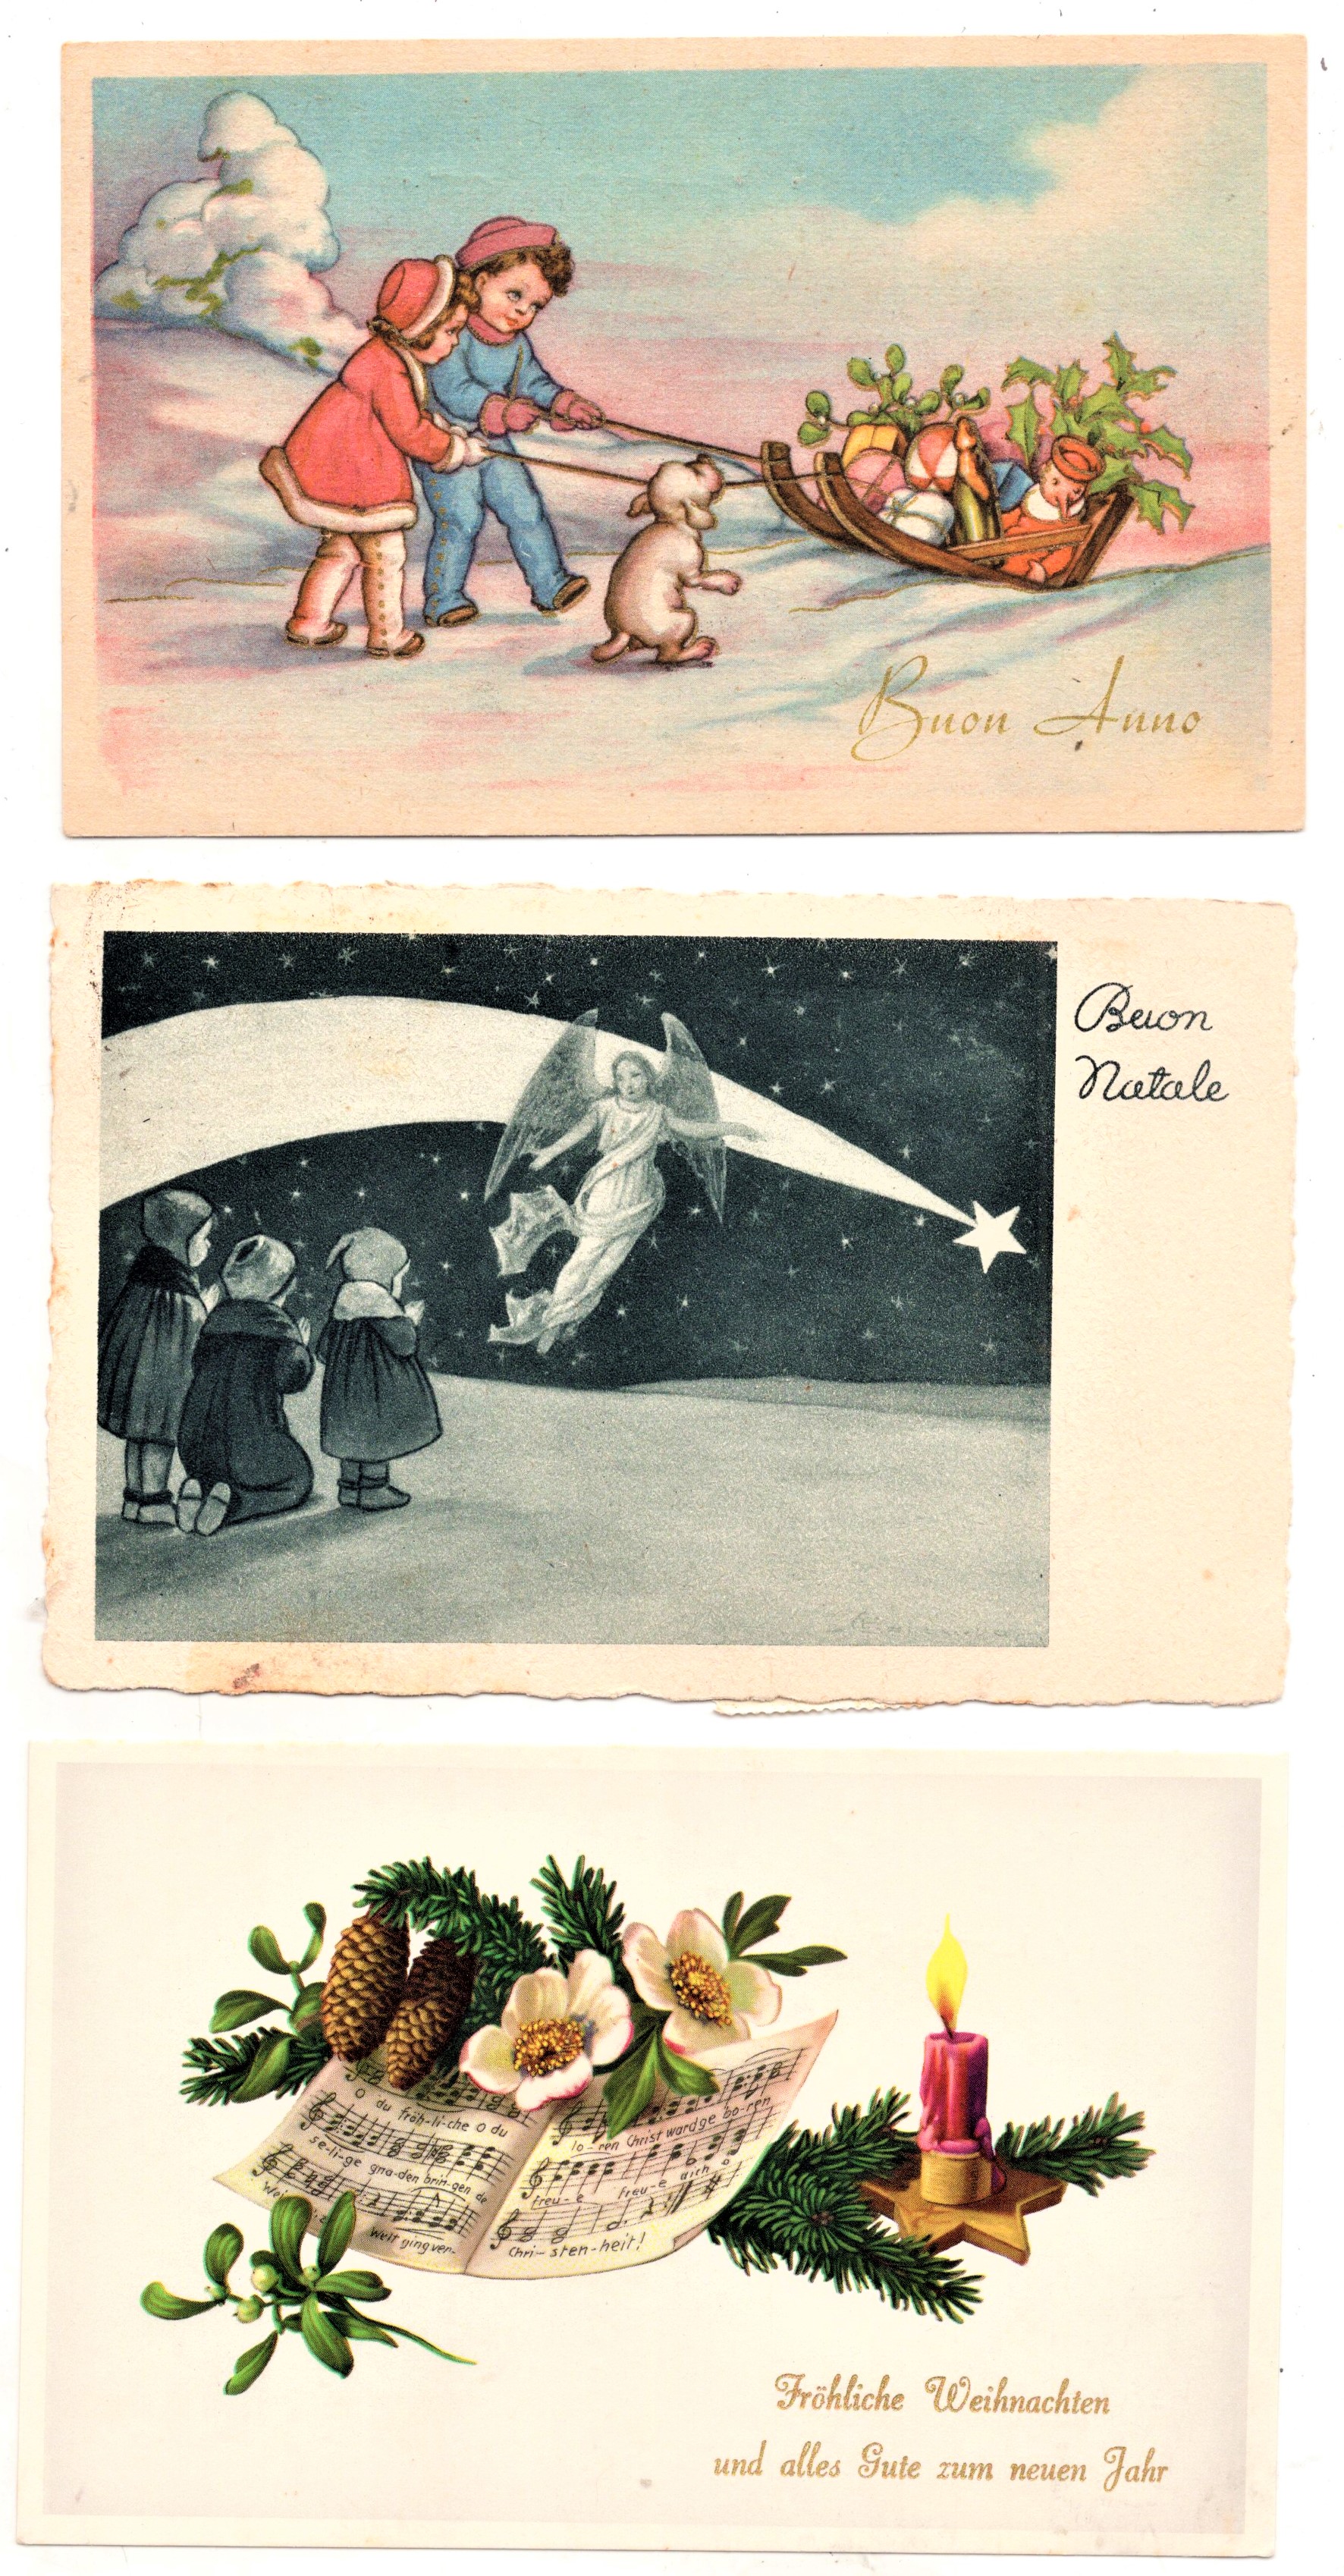 Buon Anno
Buon
Natale
O du fröh-li-che O du
se-li-ge gna-den brin-gen de
Wei
Welt ging ver-
lo-ren Christ ward ge bo-ren
freu-e freu-e dich o
Chri-sten-heit!
Fröhliche Weihnachten
und alles Gute zum neuen Jahr